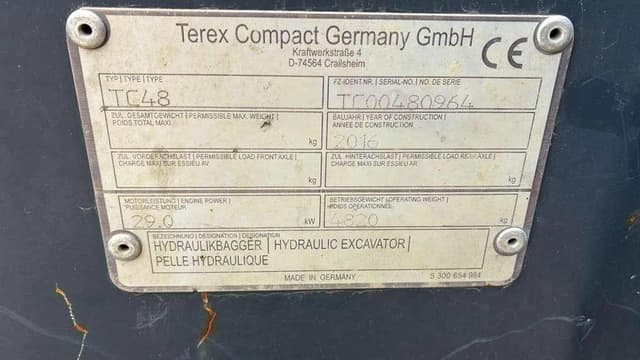 Terex Compact Germany GmbH
Kraftwerkstraße 4
D-74564 Crailsheim
CE
TYP | TYPE | TYPE
TC48
FZ-IDENT.NR. | SERIAL-NO. | NO. DE SERIE
TC00480964
ZUL. GESAMTGEWICHT | PERMISSIBLE MAX. WEIGHT |
POIDS TOTAL MAXI.
kg
BAUJAHR | YEAR OF CONSTRUCTION |
ANNEE DE CONSTRUCTION
2016
ZUL. VORDERACHSLAST | PERMISSIBLE LOAD FRONT AXLE |
CHARGE MAXI SUR ESSIEU AV.
kg
ZUL. HINTERACHSLAST | PERMISSIBLE LOAD REAR AXLE |
CHARGE MAXI SUR ESSIEU AR.
kg
MOTORLEISTUNG | ENGINE POWER |
PUISSANCE MOTEUR
29.0 kW
BETRIEBSGEWICHT | OPERATING WEIGHT |
POIDS OPERATIONNEL
4820 kg
BEZEICHNUNG | DESIGNATION | DESIGNATION
HYDRAULIKBAGGER | HYDRAULIC EXCAVATOR |
PELLE HYDRAULIQUE
MADE IN GERMANY
5 300 654 984